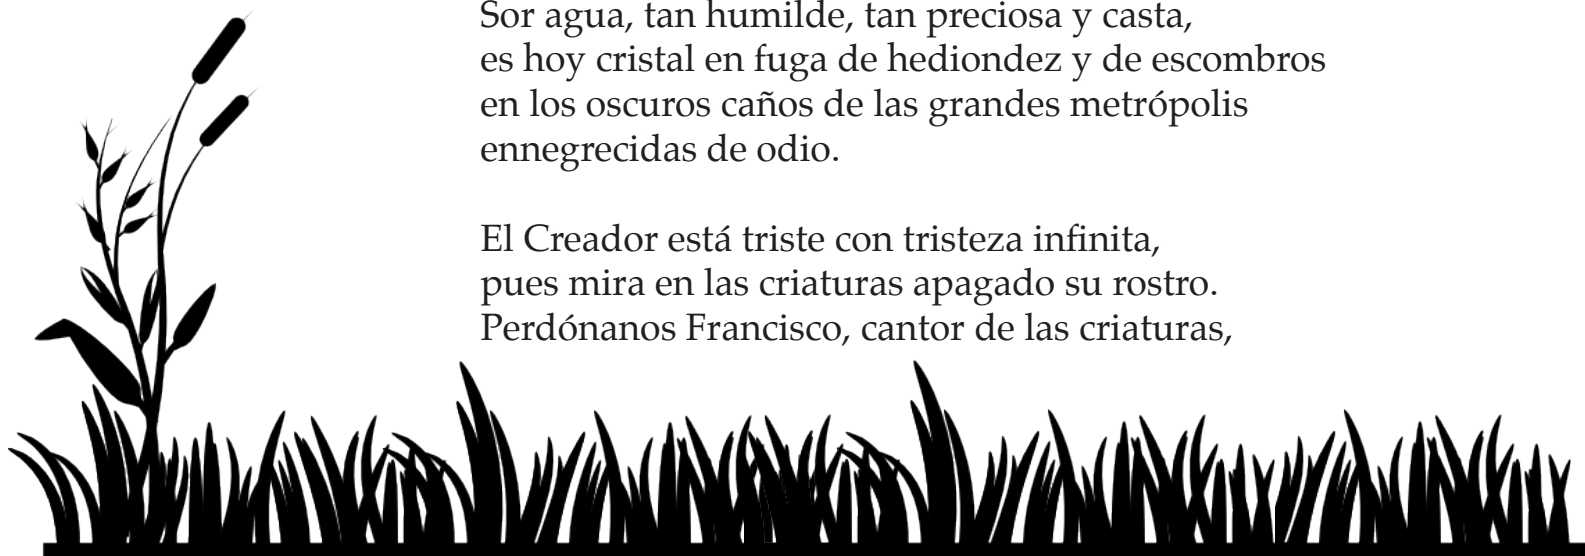 Sor agua, tan humilde, tan preciosa y casta,
es hoy cristal en fuga de hediondez y de escombros
en los oscuros caños de las grandes metrópolis
ennegrecidas de odio.
El Creador está triste con tristeza infinita,
pues mira en las criaturas apagado su rostro.
Perdónanos Francisco, cantor de las criaturas,